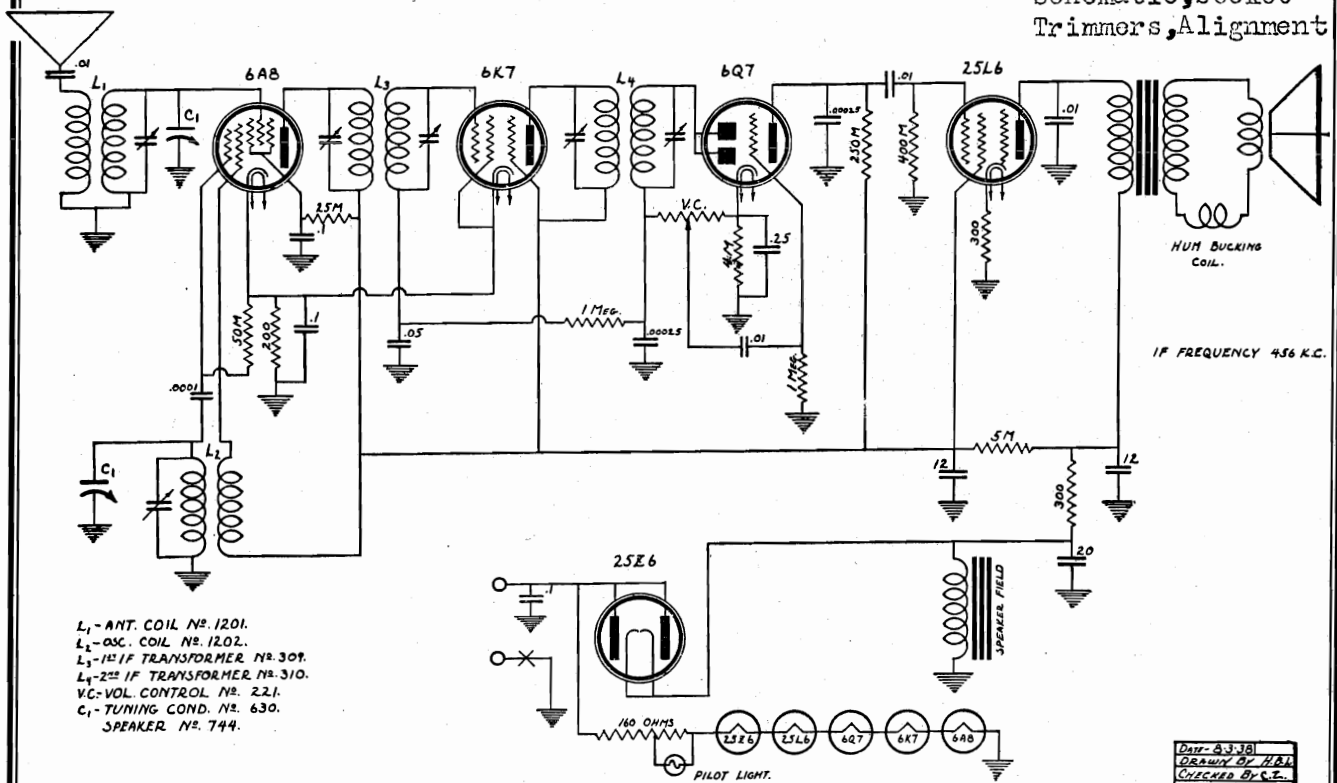 Schematic, Socket
Trimmers, Alignment
.01
L1
C1
6A8
L3
6K7
L4
6Q7
.00025
250M
.01
400M
25L6
.01
25M
.1
V.C.
.25
300
HUM BUCKING
COIL.
50M
200
.1
.05
1 MEG.
.00025
.01
1 MEG.
IF FREQUENCY 456 K.C.
.0001
C1
L2
5M
12
12
300
20
25Z6
.1
SPEAKER FIELD
L1-ANT. COIL No. 1201.
L2-OSC. COIL No. 1202.
L3-1st IF TRANSFORMER No. 309.
L4-2nd IF TRANSFORMER No. 310.
V.C-VOL. CONTROL No. 221.
C1-TUNING COND. No. 630.
SPEAKER No. 744.
160 OHMS
25Z6
25L6
6Q7
6K7
6A8
PILOT LIGHT.
DATE-8-3-38
DRAWN BY H.B.L
CHECKED BY